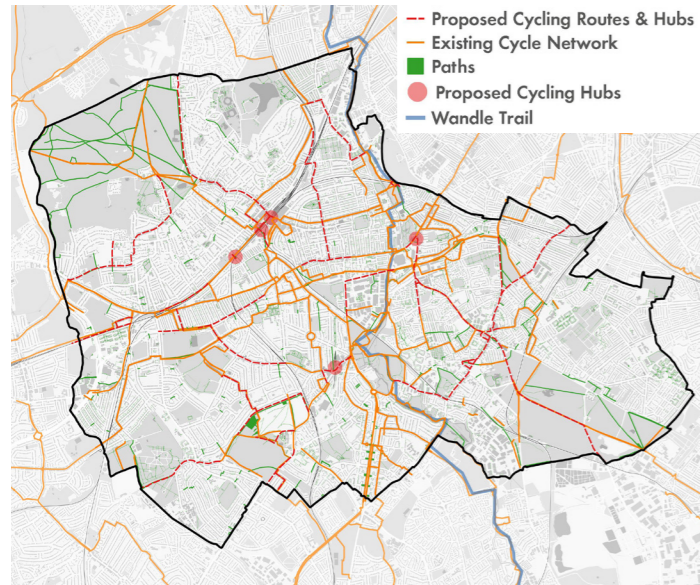 Proposed Cycling Routes & Hubs
Existing Cycle Network
Paths
Proposed Cycling Hubs
Wandle Trail